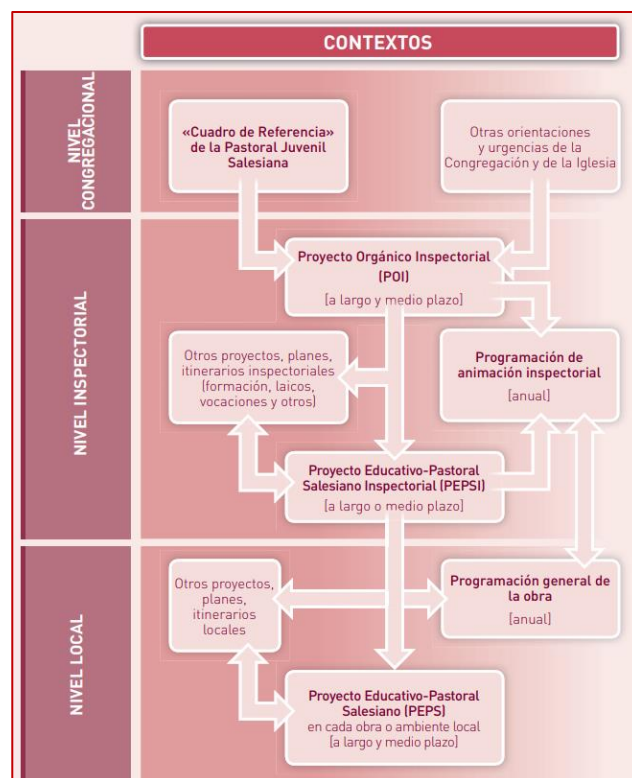 CONTEXTOS
NIVEL
CONGREGACIONAL
«Cuadro de Referencia»
de la Pastoral Juvenil
Salesiana
Otras orientaciones
y urgencias de la
Congregación y de la Iglesia
NIVEL INSPECTORIAL
Proyecto Orgánico Inspectorial
(POI)
[a largo y medio plazo]
Otros proyectos, planes,
itinerarios inspectoriales
(formación, laicos,
vocaciones y otros)
Programación de
animación inspectorial
[anual]
Proyecto Educativo-Pastoral
Salesiano Inspectorial (PEPSI)
[a largo o medio plazo]
NIVEL LOCAL
Otros proyectos,
planes,
itinerarios
locales
Programación general de
la obra
[anual]
Proyecto Educativo-Pastoral
Salesiano (PEPS)
en cada obra o ambiente local
[a largo y medio plazo]